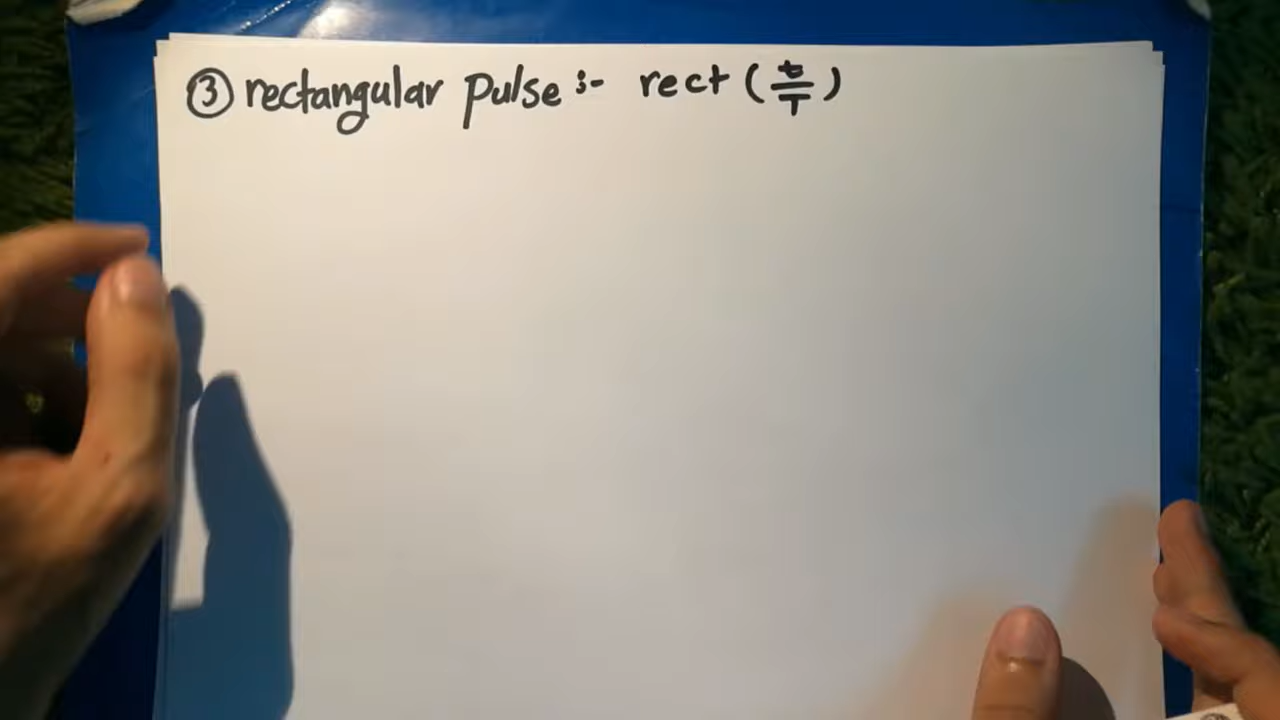 ③ rectangular pulse :- rect (t/T)